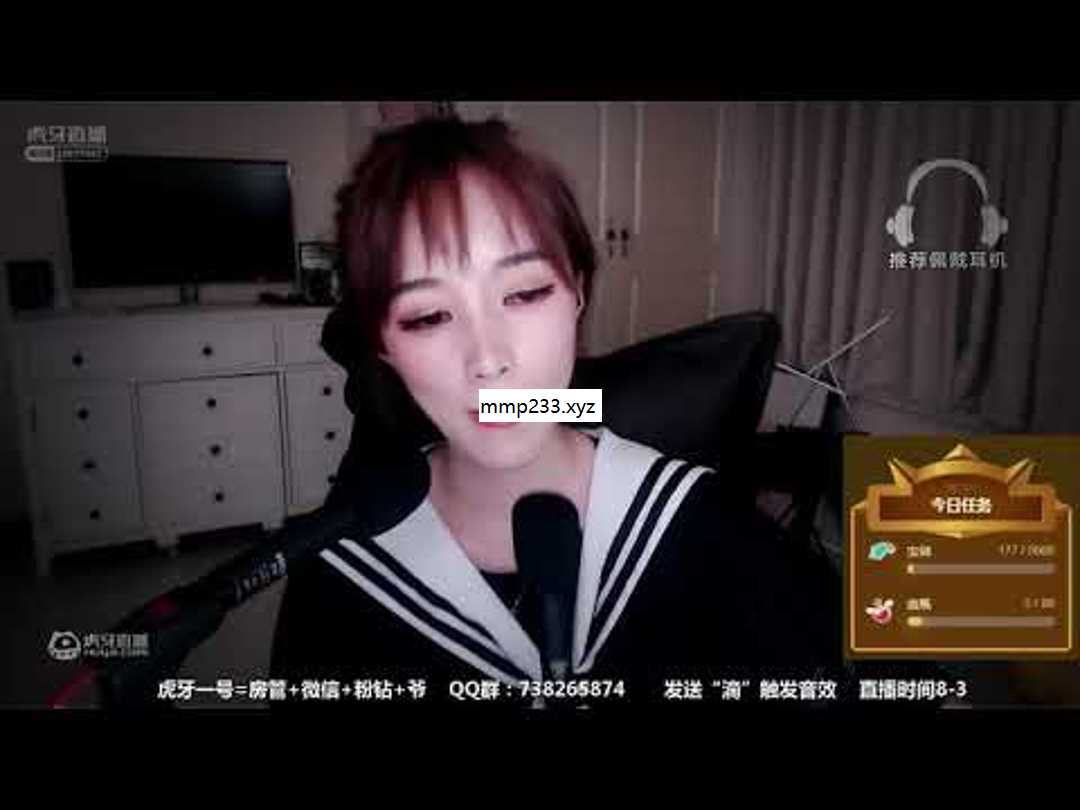 虎牙直播
推荐佩戴耳机
mmp233.xyz
今日任务
虎牙直播
虎牙一号=房管+微信+粉钻+爷 QQ群：738265874 发送“滴”触发音效 直播时间8-3